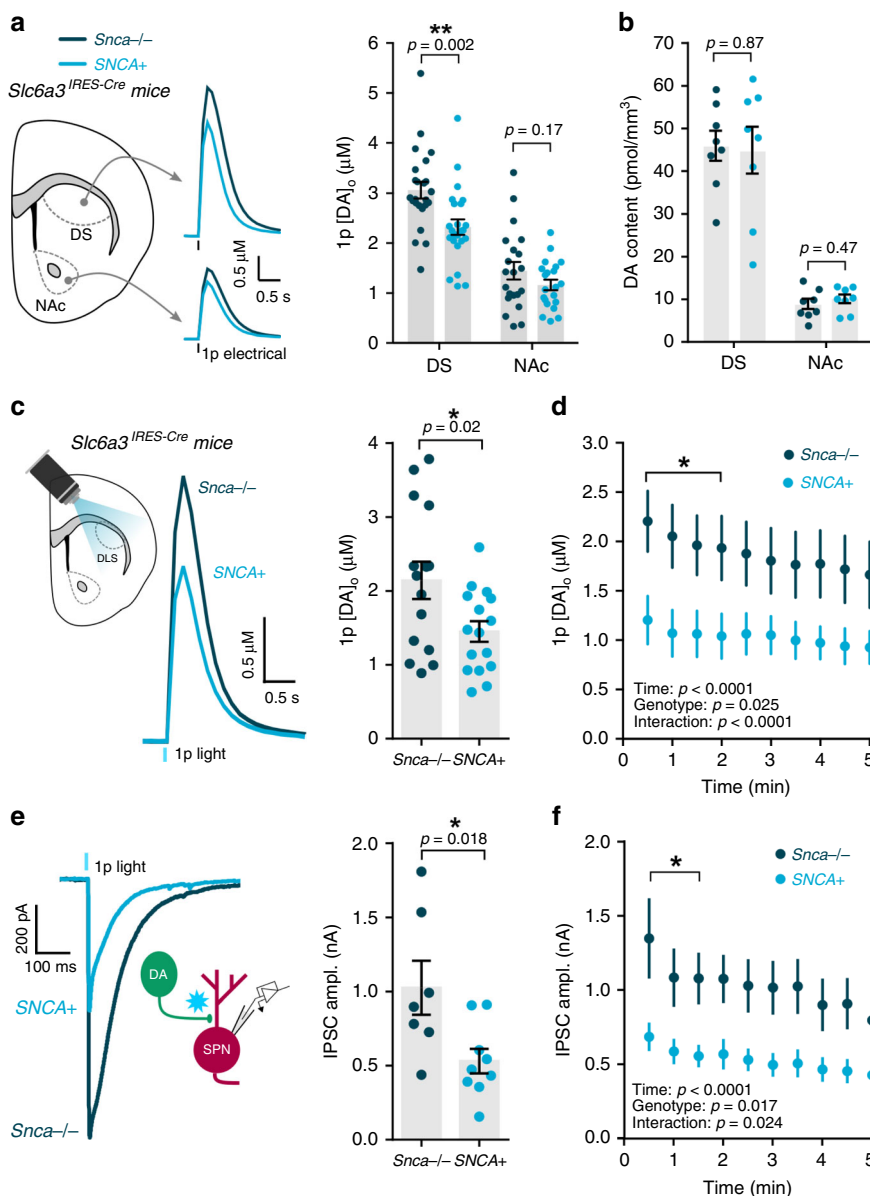 a
Snca–/–
SNCA+
Slc6a3 IRES-Cre mice
DS
NAc
0.5 μM
0.5 s
1p electrical
**
p = 0.002
p = 0.17
1p [DA]o (μM)
6
5
4
3
2
1
0
DS
NAc
b
p = 0.87
p = 0.47
DA content (pmol/mm3)
70
60
50
40
30
20
10
0
DS
NAc
c
Slc6a3 IRES-Cre mice
DLS
Snca–/–
SNCA+
0.5 μM
0.5 s
1p light
*
p = 0.02
1p [DA]o (μM)
4
3
2
1
0
Snca–/– SNCA+
d
*
Snca–/–
SNCA+
1p [DA]o (μM)
3.0
2.5
2.0
1.5
1.0
0.0
Time: p < 0.0001
Genotype: p = 0.025
Interaction: p < 0.0001
0 1 2 3 4 5
Time (min)
e
1p light
200 pA
100 ms
SNCA+
Snca–/–
DA
SPN
*
p = 0.018
IPSC ampl. (nA)
2.0
1.5
1.0
0.5
0.0
Snca–/– SNCA+
f
*
Snca–/–
SNCA+
IPSC ampl. (nA)
2.0
1.5
1.0
0.5
0.0
Time: p < 0.0001
Genotype: p = 0.017
Interaction: p = 0.024
0 1 2 3 4 5
Time (min)